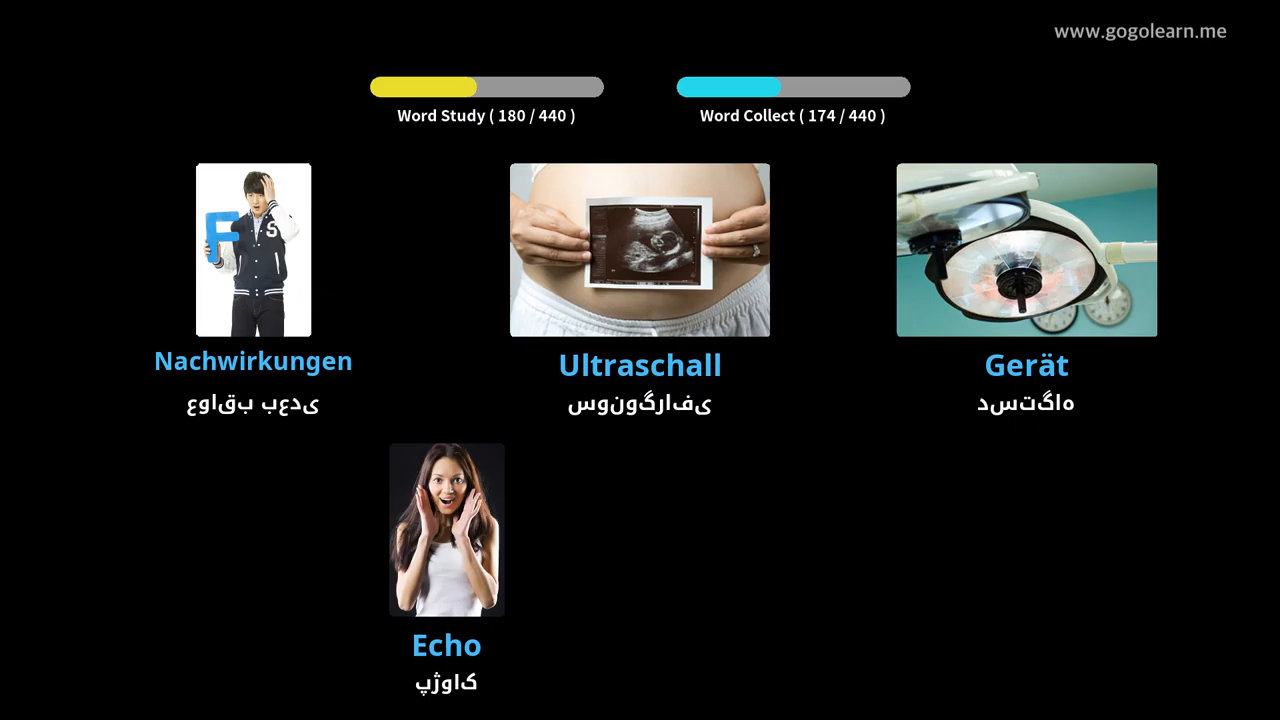 www.gogolearn.me
Word Study ( 180 / 440 )
Word Collect ( 174 / 440 )
F
S
Nachwirkungen
Ultraschall
Gerät
عواقب بعدی
سونوگرافی
دستگاه
Echo
پژواک